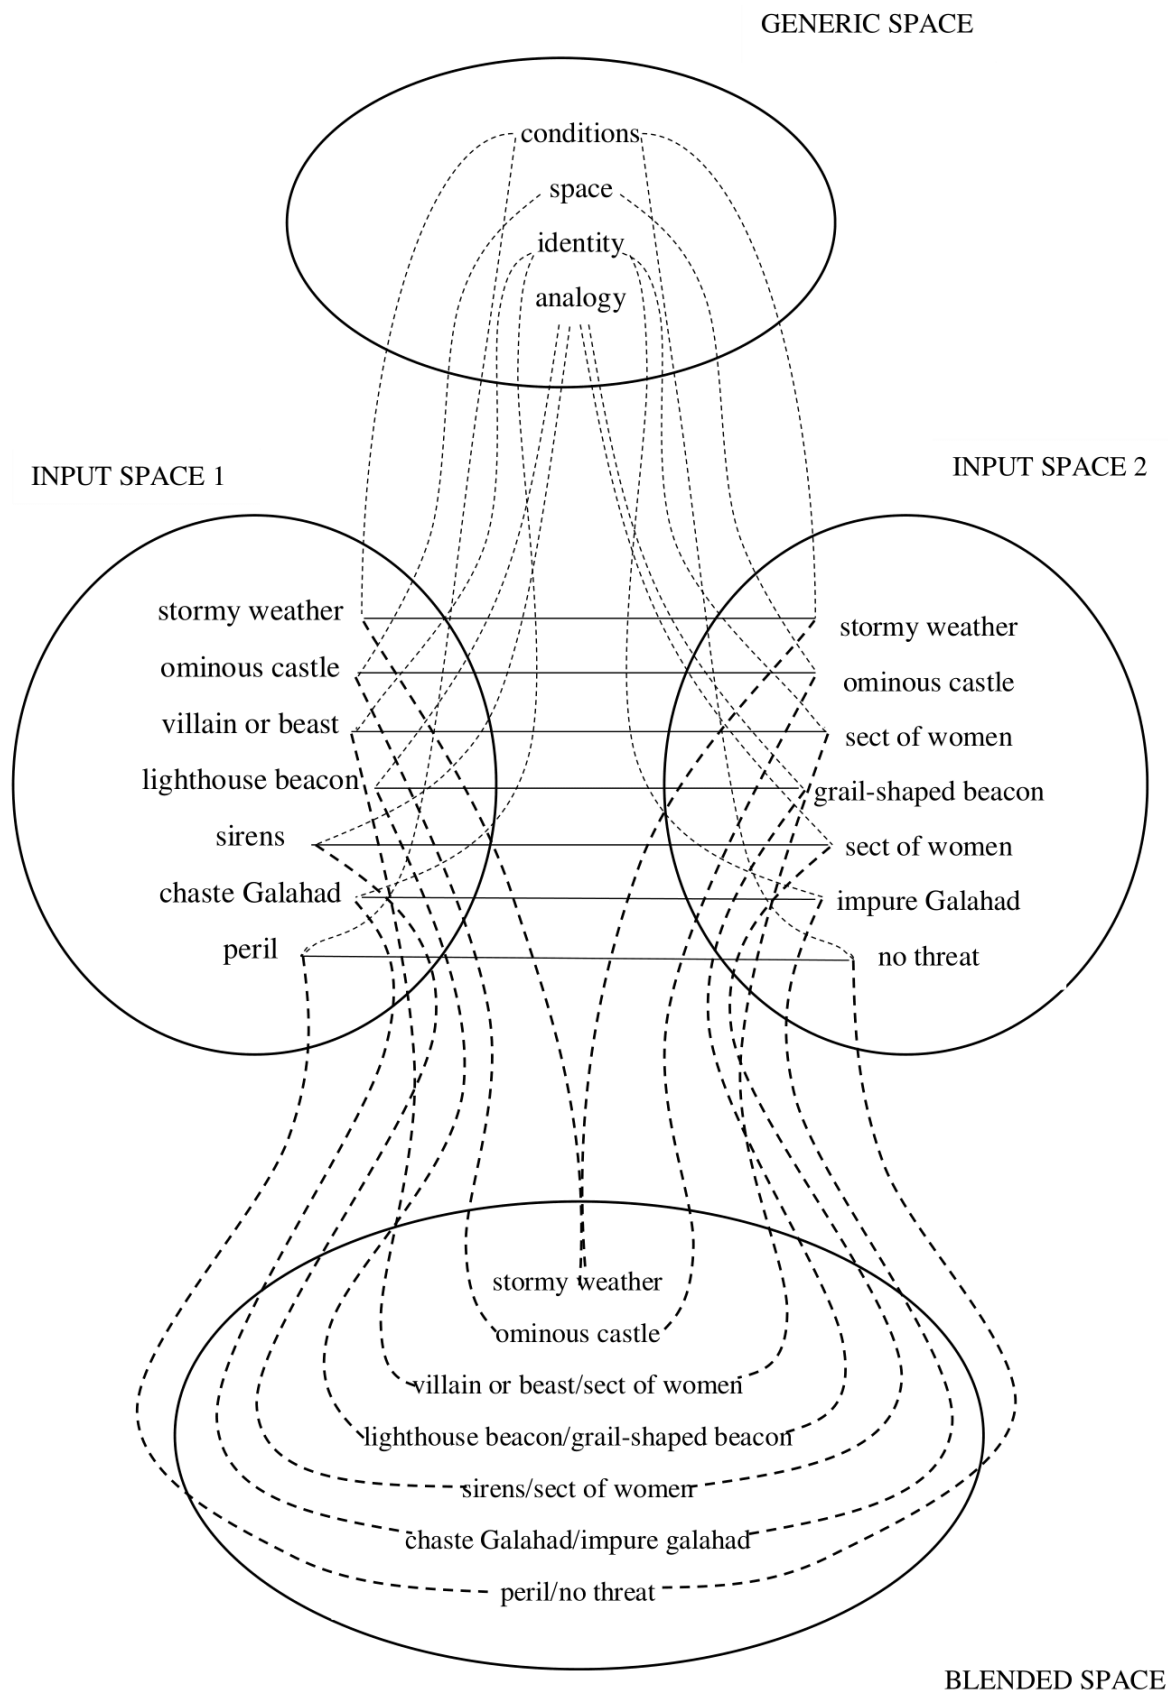 GENERIC SPACE
conditions
space
identity
analogy
INPUT SPACE 1
INPUT SPACE 2
stormy weather
ominous castle
villain or beast
lighthouse beacon
sirens
chaste Galahad
peril
stormy weather
ominous castle
sect of women
grail-shaped beacon
sect of women
impure Galahad
no threat
stormy weather
ominous castle
villain or beast/sect of women
lighthouse beacon/grail-shaped beacon
sirens/sect of women
chaste Galahad/impure galahad
peril/no threat
BLENDED SPACE